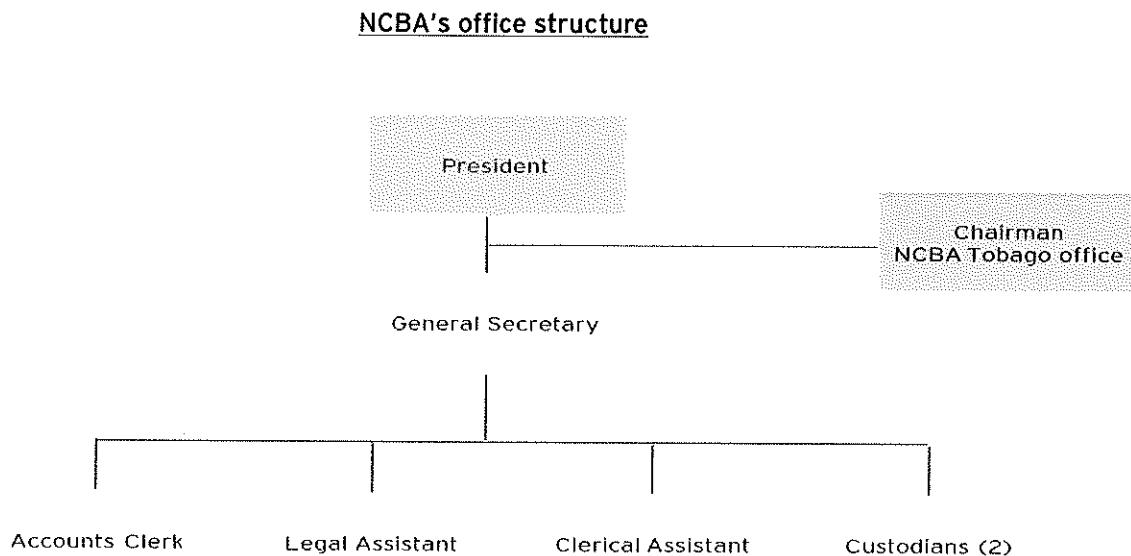 NCBA's office structure
President
Chairman
NCBA Tobago office
General Secretary
Accounts Clerk
Legal Assistant
Clerical Assistant
Custodians (2)